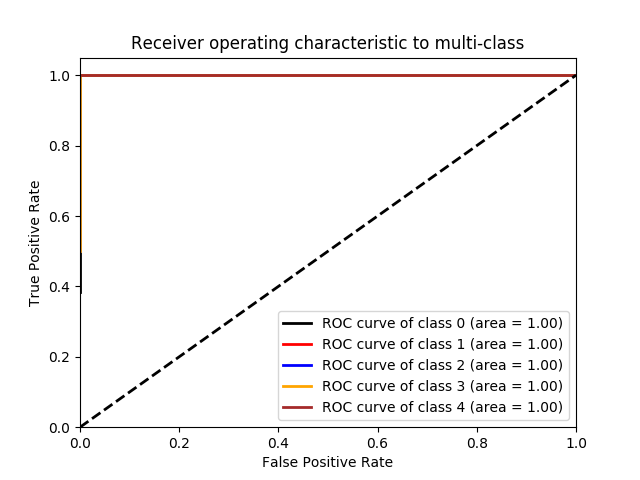 Receiver operating characteristic to multi-class
1.0
0.8
0.6
0.4
0.2
0.0
True Positive Rate
ROC curve of class 0 (area = 1.00)
ROC curve of class 1 (area = 1.00)
ROC curve of class 2 (area = 1.00)
ROC curve of class 3 (area = 1.00)
ROC curve of class 4 (area = 1.00)
0.0 0.2 0.4 0.6 0.8 1.0
False Positive Rate